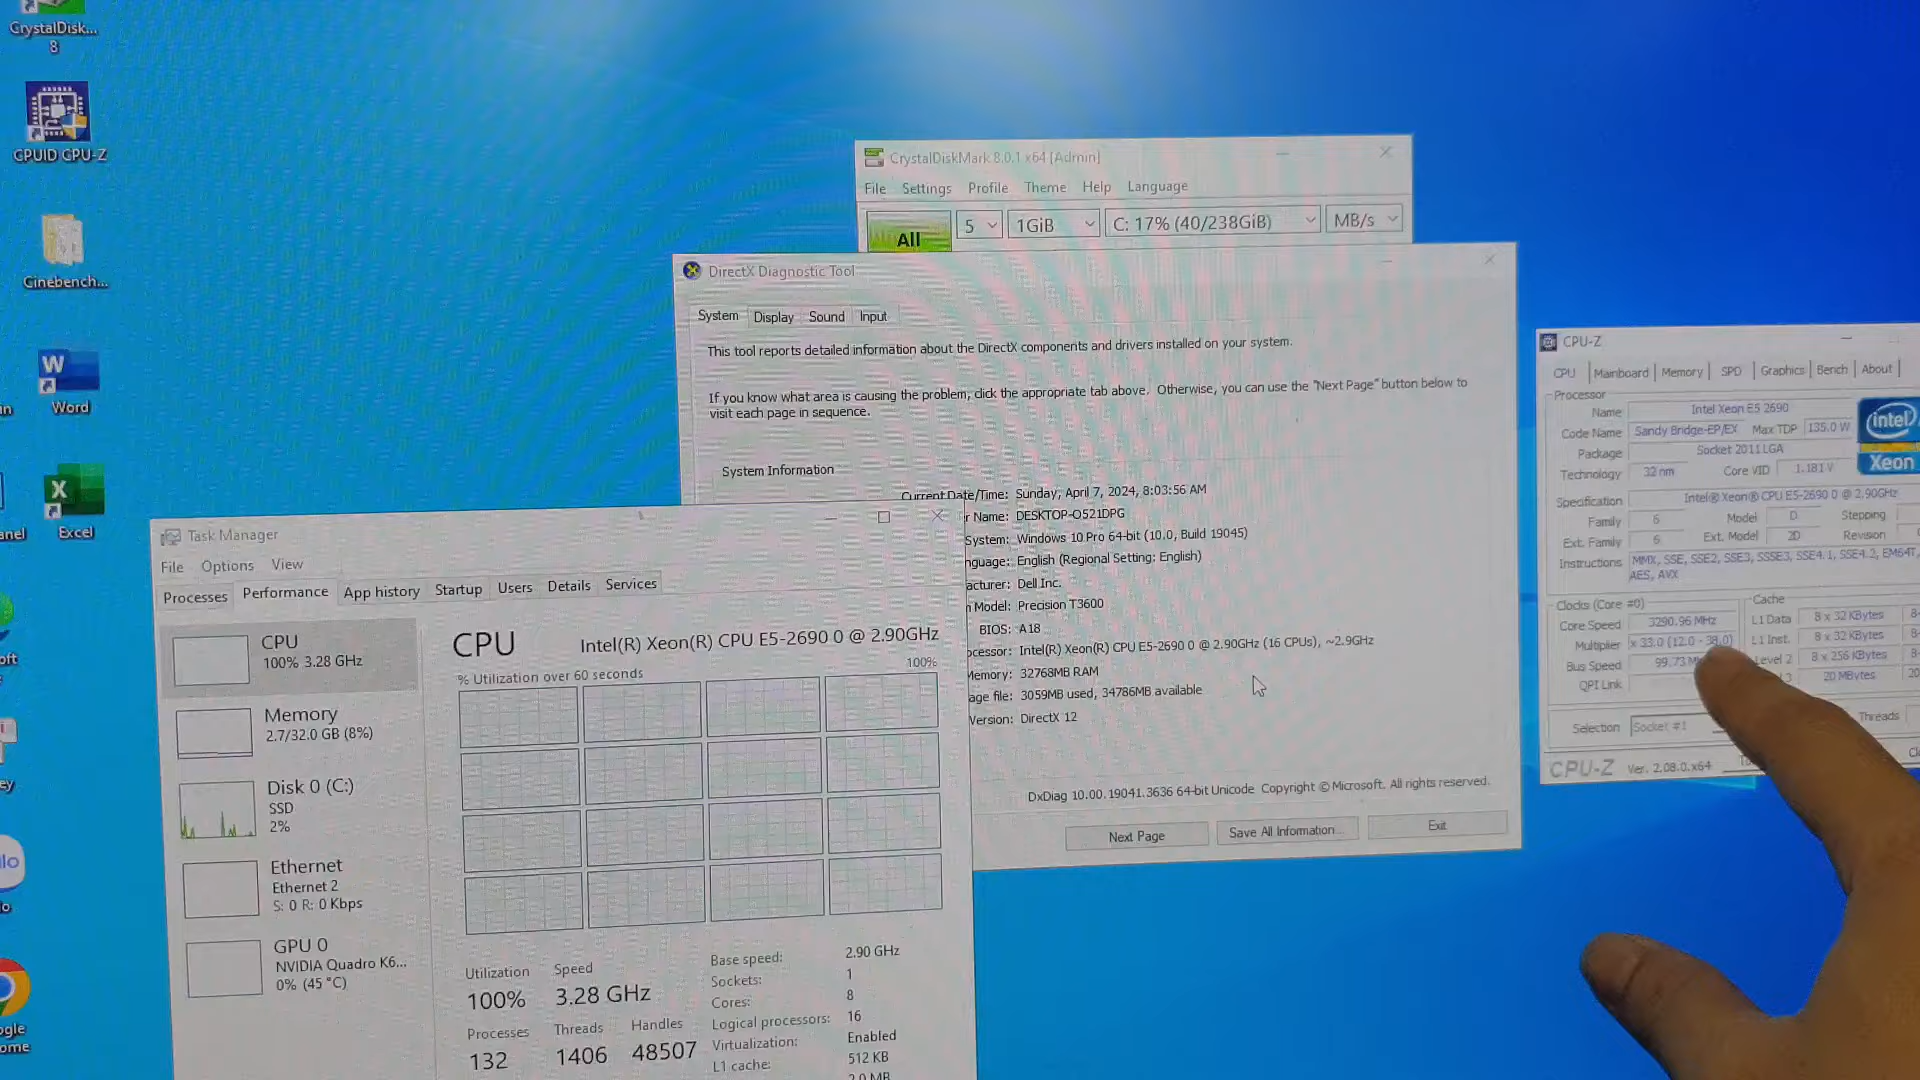 CrystalDisk...
8
CPUID CPU-Z
Cinebench...
Word
Excel
CrystalDiskMark 8.0.1 x64 [Admin]
File Settings Profile Theme Help Language
All 5 1GiB C: 17% (40/238GiB) MB/s
DirectX Diagnostic Tool
System Display Sound Input
This tool reports detailed information about the DirectX components and drivers installed on your system.
If you know what area is causing the problem, click the appropriate tab above. Otherwise, you can use the "Next Page" button below to
visit each page in sequence.
System Information
Current Date/Time: Sunday, April 7, 2024, 8:03:56 AM
r Name: DESKTOP-O521DPG
System: Windows 10 Pro 64-bit (10.0, Build 19045)
nguage: English (Regional Setting: English)
acturer: Dell Inc.
Model: Precision T3600
BIOS: A18
ocessor: Intel(R) Xeon(R) CPU E5-2690 0 @ 2.90GHz (16 CPUs), ~2.9GHz
Memory: 32768MB RAM
age file: 3059MB used, 34786MB available
Version: DirectX 12
DxDiag 10.00.19041.3636 64-bit Unicode Copyright © Microsoft. All rights reserved.
Next Page Save All Information... Exit
Task Manager
File Options View
Processes Performance App history Startup Users Details Services
CPU
100% 3.28 GHz
Memory
2.7/32.0 GB (8%)
Disk 0 (C:)
SSD
2%
Ethernet
Ethernet 2
S: 0 R: 0 Kbps
GPU 0
NVIDIA Quadro K6...
0% (45 °C)
CPU Intel(R) Xeon(R) CPU E5-2690 0 @ 2.90GHz
% Utilization over 60 seconds 100%
Utilization Speed
100% 3.28 GHz
Processes Threads Handles
132 1406 48507
Base speed: 2.90 GHz
Sockets: 1
Cores: 8
Logical processors: 16
Virtualization: Enabled
L1 cache: 512 KB
2.0 MB
CPU-Z
CPU Mainboard Memory SPD Graphics Bench About
Processor
Name Intel Xeon E5 2690
Code Name Sandy Bridge-EP/EX Max TDP 135.0 W
Package Socket 2011 LGA
Technology 32 nm Core VID 1.181 V
intel
Xeon
Specification Intel® Xeon® CPU E5-2690 0 @ 2.90GHz
Family 6 Model D Stepping
Ext. Family 6 Ext. Model 2D Revision
Instructions MMX, SSE, SSE2, SSE3, SSSE3, SSE4.1, SSE4.2, EM64T,
AES, AVX
Clocks (Core #0)
Core Speed 3290.96 MHz
Multiplier x 33.0 (12.0 - 38.0)
Bus Speed 99.73 M
QPI Link
Cache
L1 Data 8 x 32 KBytes
L1 Inst. 8 x 32 KBytes
Level 2 8 x 256 KBytes
20 MBytes
Selection Socket #1 Threads
CPU-Z Ver. 2.08.0.x64